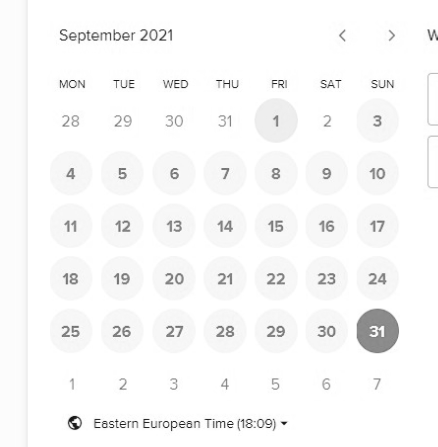 September 2021
W
MON TUE WED THU FRI SAT SUN
28 29 30 31 1 2 3
4 5 6 7 8 9 10
11 12 13 14 15 16 17
18 19 20 21 22 23 24
25 26 27 28 29 30 31
1 2 3 4 5 6 7
Eastern European Time (18:09)